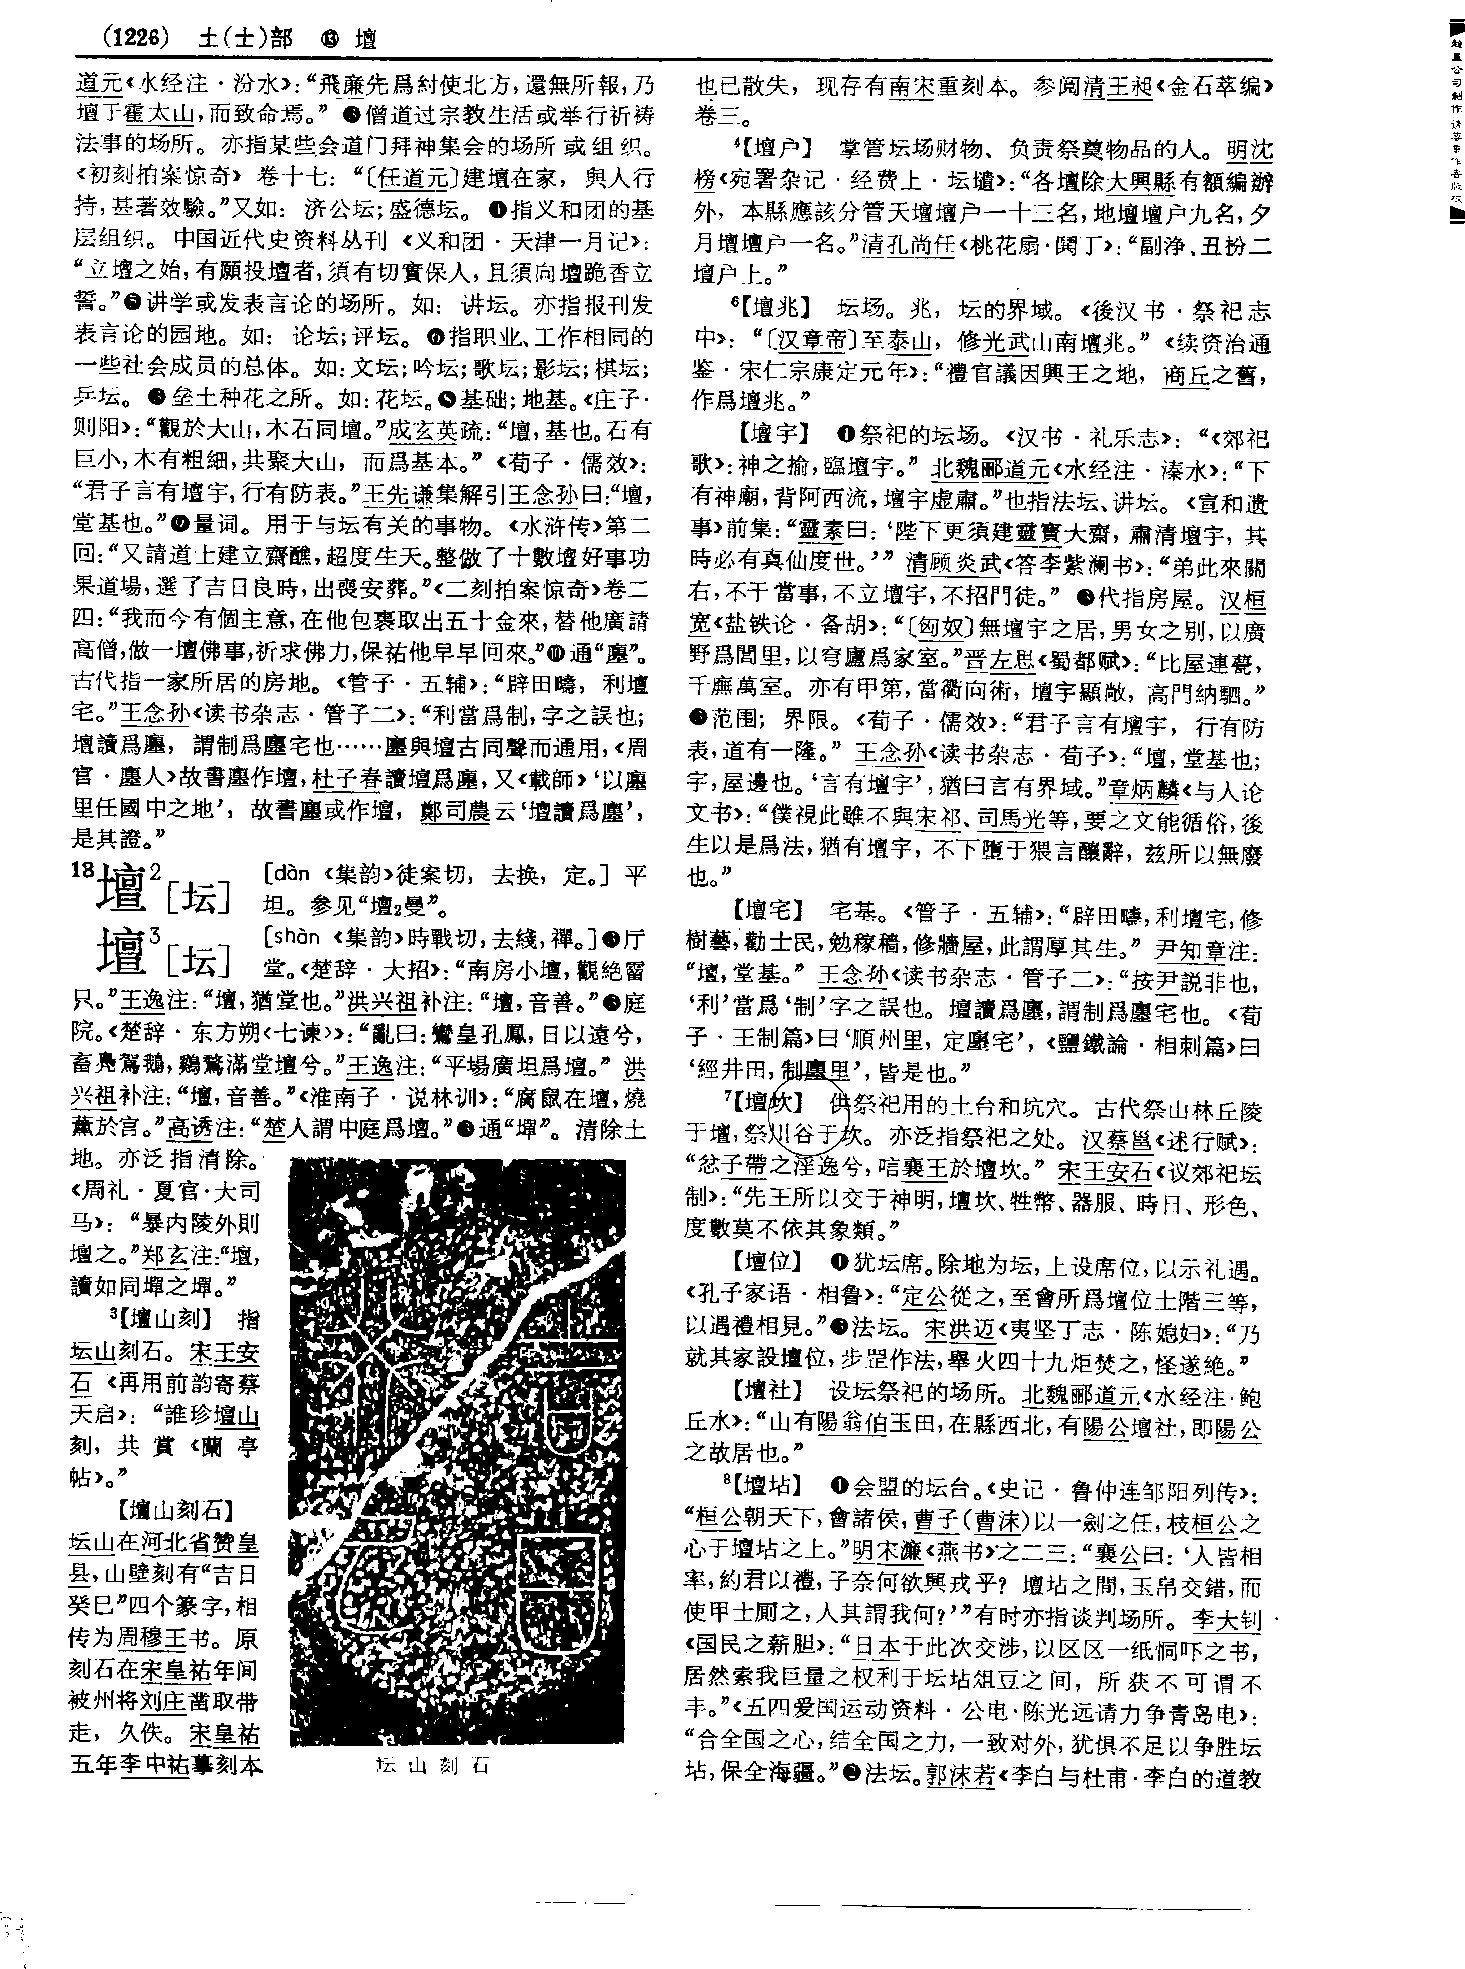 (1226) 土(士)部 ⓭ 壇
道元《水经注·汾水》：“飛廉先爲紂使北方，還無所報，乃
壇于霍太山，而致命焉。” ❸僧道过宗教生活或举行祈祷
法事的场所。亦指某些会道门拜神集会的场所或组织。
《初刻拍案惊奇》卷十七：“〔任道元〕建壇在家，與人行
持，甚著效驗。”又如：济公坛；盛德坛。❹指义和团的基
层组织。中国近代史资料丛刊《义和团·天津一月记》：
“立壇之始，有願投壇者，須有切實保人，且須向壇跪香立
誓。”❺讲学或发表言论的场所。如：讲坛。亦指报刊发
表言论的园地。如：论坛；评坛。❻指职业、工作相同的
一些社会成员的总体。如：文坛；吟坛；歌坛；影坛；棋坛；
乒坛。❼垒土种花之所。如：花坛。❽基础；地基。《庄子·
则阳》：“觀於大山，木石同壇。”成玄英疏：“壇，基也。石有
巨小，木有粗細，共聚大山，而爲基本。”《荀子·儒效》：
“君子言有壇宇，行有防表。”王先谦集解引王念孙曰：“壇，
堂基也。”❾量词。用于与坛有关的事物。《水浒传》第二
回：“又請道士建立齋醮，超度生天。整做了十數壇好事功
果道場，選了吉日良時，出喪安葬。”《二刻拍案惊奇》卷二
四：“我而今有個主意，在他包裹取出五十金來，替他廣請
高僧，做一壇佛事，祈求佛力，保祐他早早回來。”❿通“廛”。
古代指一家所居的房地。《管子·五辅》：“辟田疇，利壇
宅。”王念孙《读书杂志·管子二》：“利當爲制，字之誤也；
壇讀爲廛，謂制爲廛宅也……廛與壇古同聲而通用，《周
官·廛人》故書廛作壇，杜子春讀壇爲廛，又《載師》‘以廛
里任國中之地’，故書廛或作壇，鄭司農云‘壇讀爲廛’，
是其證。”
18壇2［坛］ ［dàn《集韵》徒案切，去换，定。］平
坦。参见“壇2曼”。
壇3［坛］ ［shàn《集韵》時戰切，去綫，禪。］❶厅
堂。《楚辞·大招》：“南房小壇，觀絶霤
只。”王逸注：“壇，猶堂也。”洪兴祖补注：“壇，音善。”❷庭
院。《楚辞·东方朔〈七谏〉》：“亂曰：鸞皇孔鳳，日以遠兮，
畜鳧駕鵝，鷄鶩滿堂壇兮。”王逸注：“平場廣坦爲壇。”洪
兴祖补注：“壇，音善。”《淮南子·说林训》：“腐鼠在壇，燒
薰於宫。”高诱注：“楚人謂中庭爲壇。”❸通“墠”。清除土
地。亦泛指清除。
《周礼·夏官·大司
马》：“暴内陵外則
壇之。”郑玄注：“壇，
讀如同墠之墠。”
3【壇山刻】 指
坛山刻石。宋王安
石《再用前韵寄蔡
天启》：“誰珍壇山
刻，共賞《蘭亭
帖》。”
【壇山刻石】
坛山在河北省赞皇
县，山壁刻有“吉日
癸巳”四个篆字，相
传为周穆王书。原
刻石在宋皇祐年间
被州将刘庄凿取带
走，久佚。宋皇祐
五年李中祐摹刻本
坛山刻石
也已散失，现存有南宋重刻本。参阅清王昶《金石萃编》
卷三。
4【壇户】 掌管坛场财物、负责祭奠物品的人。明沈
榜《宛署杂记·经费上·坛壝》：“各壇除大興縣有額編辦
外，本縣應該分管天壇壇户一十二名，地壇壇户九名，夕
月壇壇户一名。”清孔尚任《桃花扇·閧丁》：“副净、丑扮二
壇户上。”
6【壇兆】 坛场。兆，坛的界域。《後汉书·祭祀志
中》：“〔汉章帝〕至泰山，修光武山南壇兆。”《续资治通
鉴·宋仁宗康定元年》：“禮官議因興王之地，商丘之舊，
作爲壇兆。”
【壇宇】 ❶祭祀的坛场。《汉书·礼乐志》：“《郊祀
歌》：神之揄，臨壇宇。”北魏郦道元《水经注·溱水》：“下
有神廟，背阿西流，壇宇虚肅。”也指法坛、讲坛。《宣和遗
事》前集：“靈素曰：‘陛下更須建靈寳大齋，肅清壇宇，其
時必有真仙度世。’”清顾炎武《答李紫澜书》：“弟此來關
右，不干當事，不立壇宇，不招門徒。”❷代指房屋。汉桓
宽《盐铁论·备胡》：“〔匈奴〕無壇宇之居，男女之别，以廣
野爲閭里，以穹廬爲家室。”晋左思《蜀都赋》：“比屋連甍，
千廡萬室。亦有甲第，當衢向術，壇宇顯敞，高門納駟。”
❸范围；界限。《荀子·儒效》：“君子言有壇宇，行有防
表，道有一隆。”王念孙《读书杂志·荀子》：“壇，堂基也；
宇，屋邊也。‘言有壇宇’，猶曰言有界域。”章炳麟《与人论
文书》：“僕視此雖不與宋祁、司馬光等，要之文能循俗，後
生以是爲法，猶有壇宇，不下墮于猥言釀辭，兹所以無廢
也。”
【壇宅】 宅基。《管子·五辅》：“辟田疇，利壇宅，修
樹藝，勸士民，勉稼穡，修牆屋，此謂厚其生。”尹知章注：
“壇，堂基。”王念孙《读书杂志·管子二》：“按尹説非也，
‘利’當爲‘制’字之誤也。壇讀爲廛，謂制爲廛宅也。《荀
子·王制篇》曰‘順州里，定廛宅’，《鹽鐵論·相刺篇》曰
‘經井田，制廛里’，皆是也。”
7【壇坎】 供祭祀用的土台和坑穴。古代祭山林丘陵
于壇，祭川谷于坎。亦泛指祭祀之处。汉蔡邕《述行赋》：
“忿子帶之淫逸兮，唁襄王於壇坎。”宋王安石《议郊祀坛
制》：“先王所以交于神明，壇坎、牲幣、器服、時日、形色、
度數莫不依其象類。”
【壇位】 ❶犹坛席。除地为坛，上设席位，以示礼遇。
《孔子家语·相鲁》：“定公從之，至會所爲壇位土階三等，
以遇禮相見。”❷法坛。宋洪迈《夷坚丁志·陈媳妇》：“乃
就其家設壇位，步罡作法，舉火四十九炬焚之，怪遂絶。”
【壇社】 设坛祭祀的场所。北魏郦道元《水经注·鲍
丘水》：“山有陽翁伯玉田，在縣西北，有陽公壇社，即陽公
之故居也。”
8【壇坫】 ❶会盟的坛台。《史记·鲁仲连邹阳列传》：
“桓公朝天下，會諸侯，曹子（曹沫）以一劍之任，枝桓公之
心于壇坫之上。”明宋濂《燕书》之二三：“襄公曰：‘人皆相
率，約君以禮，子奈何欲興戎乎？壇坫之間，玉帛交錯，而
使甲士厠之，人其謂我何？’”有时亦指谈判场所。李大钊
《国民之薪胆》：“日本于此次交涉，以区区一纸恫吓之书，
居然索我巨量之权利于坛坫俎豆之间，所获不可谓不
丰。”《五四爱国运动资料·公电·陈光远请力争青岛电》：
“合全国之心，结全国之力，一致对外，犹惧不足以争胜坛
坫，保全海疆。”❷法坛。郭沫若《李白与杜甫·李白的道教